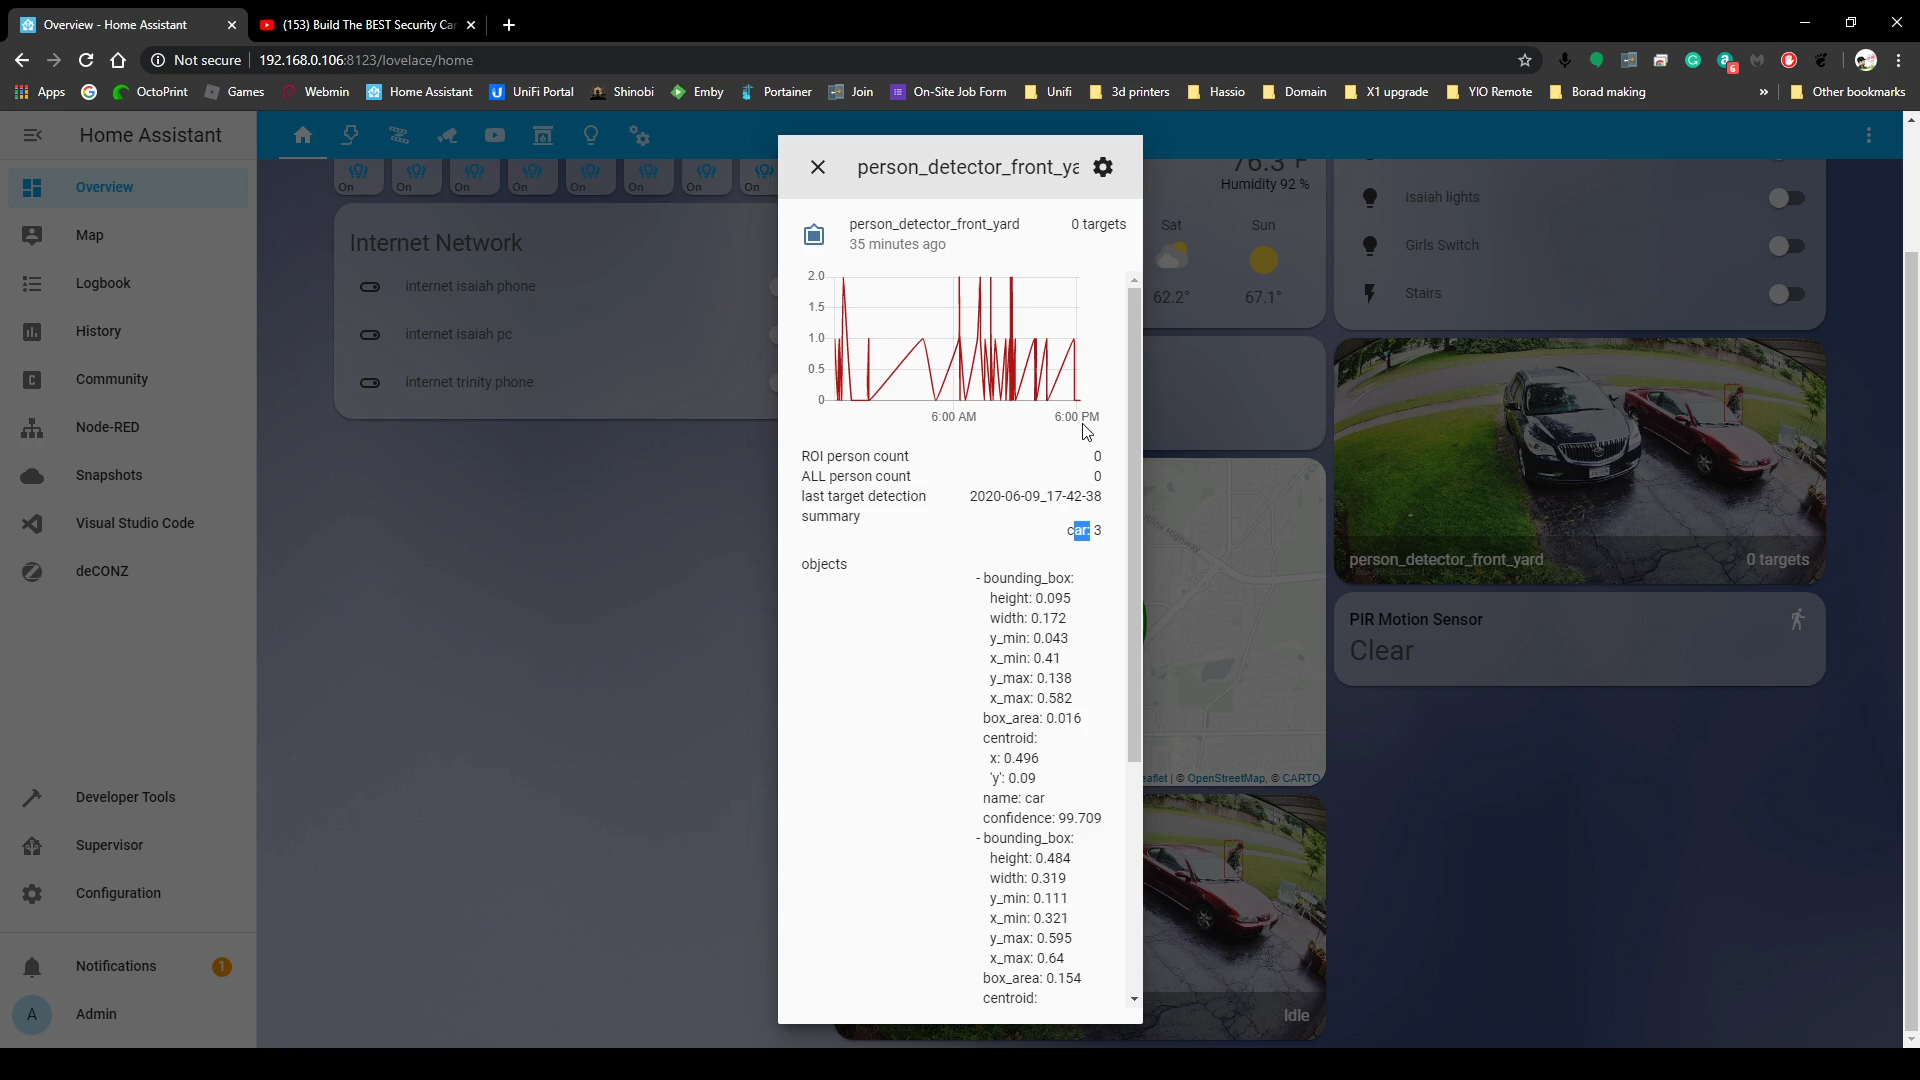 Overview - Home Assistant
(153) Build The BEST Security Car
Not secure
192.168.0.106:8123/lovelace/home
6
Apps
OctoPrint
Games
Webmin
Home Assistant
UniFi Portal
Shinobi
Emby
Portainer
Join
On-Site Job Form
Unifi
3d printers
Hassio
Domain
X1 upgrade
YIO Remote
Borad making
»
Other bookmarks
Home Assistant
Overview
Map
Logbook
History
Community
Node-RED
Snapshots
Visual Studio Code
deCONZ
Developer Tools
Supervisor
Configuration
Notifications
1
A
Admin
On
On
On
On
On
On
On
On
Internet Network
internet isaiah phone
internet isaiah pc
internet trinity phone
person_detector_front_ya
person_detector_front_yard
0 targets
35 minutes ago
2.0
1.5
1.0
0.5
0
6:00 AM
6:00 PM
ROI person count
0
ALL person count
0
last target detection
2020-06-09_17-42-38
summary
car: 3
objects
- bounding_box:
height: 0.095
width: 0.172
y_min: 0.043
x_min: 0.41
y_max: 0.138
x_max: 0.582
box_area: 0.016
centroid:
x: 0.496
'y': 0.09
name: car
confidence: 99.709
- bounding_box:
height: 0.484
width: 0.319
y_min: 0.111
x_min: 0.321
y_max: 0.595
x_max: 0.64
box_area: 0.154
centroid:
76.3
Humidity 92 %
Sat
Sun
62.2°
67.1°
| © OpenStreetMap, © CARTO
Idle
isaiah lights
Girls Switch
Stairs
person_detector_front_yard
0 targets
PIR Motion Sensor
Clear